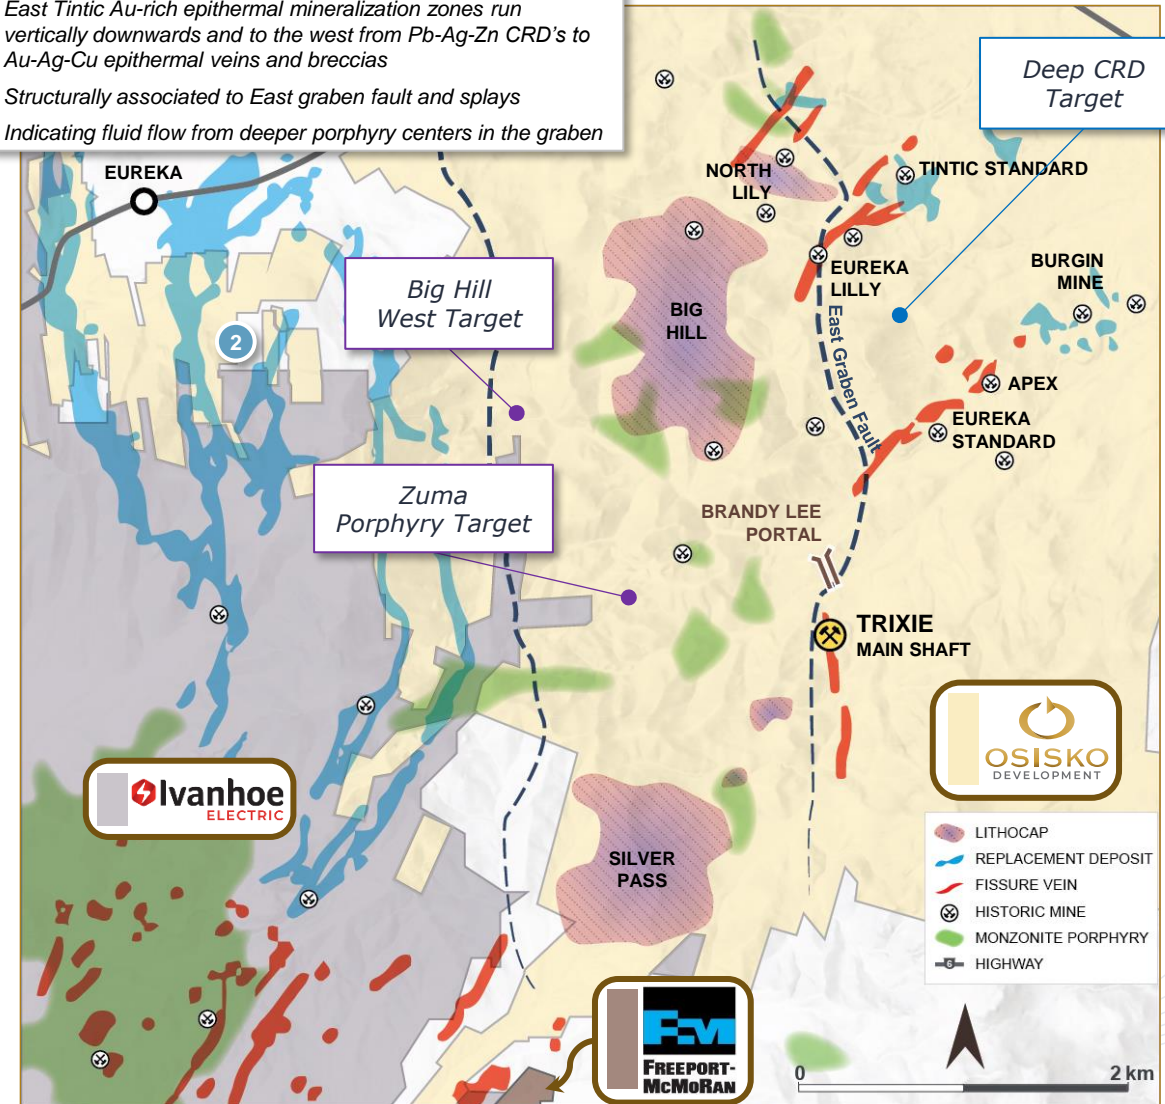 East Tintic Au-rich epithermal mineralization zones run
vertically downwards and to the west from Pb-Ag-Zn CRD's to
Au-Ag-Cu epithermal veins and breccias
Structurally associated to East graben fault and splays
Indicating fluid flow from deeper porphyry centers in the graben
Deep CRD
Target
EUREKA
NORTH
LILY
TINTIC STANDARD
EUREKA
LILLY
BURGIN
MINE
Big Hill
West Target
BIG
HILL
2
East Graben Fault
APEX
EUREKA
STANDARD
Zuma
Porphyry Target
BRANDY LEE
PORTAL
TRIXIE
MAIN SHAFT
Ivanhoe
ELECTRIC
OSISKO
DEVELOPMENT
SILVER
PASS
LITHOCAP
REPLACEMENT DEPOSIT
FISSURE VEIN
HISTORIC MINE
MONZONITE PORPHYRY
6
HIGHWAY
FM
FREEPORT-
MCMORAN
0
2 km